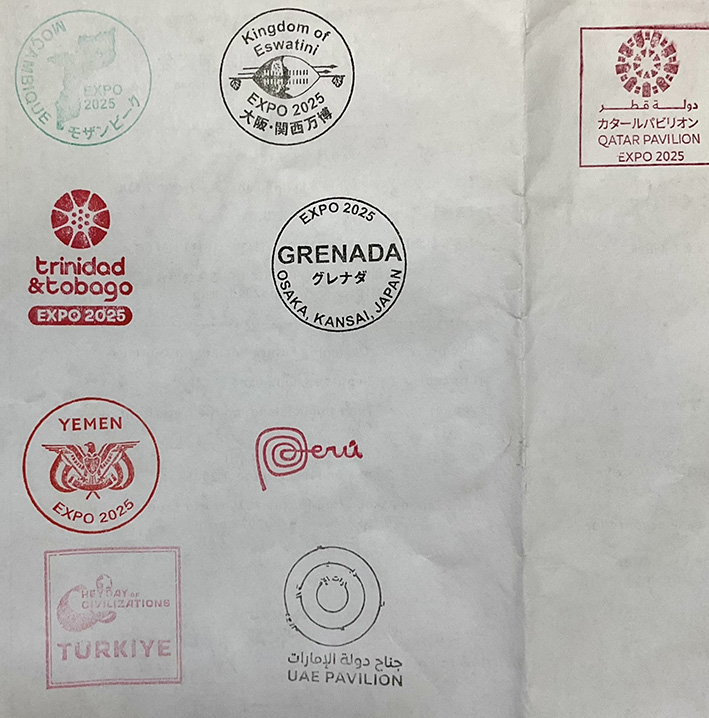 MOÇAMBIQUE
EXPO
2025
モザンビーク
Kingdom of
Eswatini
EXPO 2025
大阪・関西万博
دولة قطر
カタールパビリオン
QATAR PAVILION
EXPO 2025
trinidad
&tobago
EXPO 2025
EXPO 2025
GRENADA
グレナダ
OSAKA, KANSAI, JAPAN
YEMEN
EXPO 2025
Perú
HEYDAY OF
CIVILIZATIONS
TÜRKİYE
جناح دولة الإمارات
UAE PAVILION